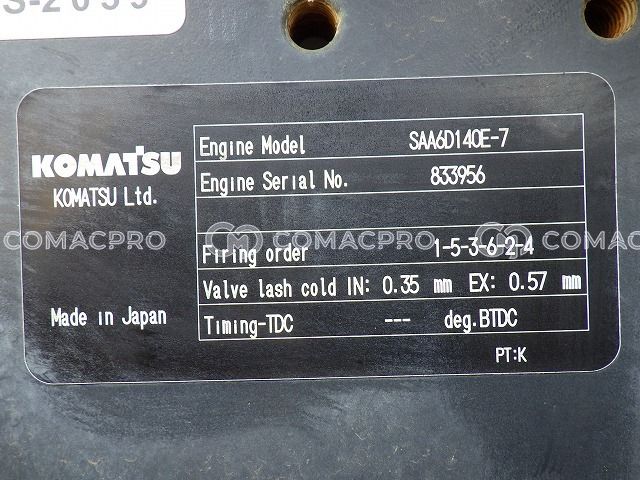 KOMATSU
KOMATSU Ltd.
Made in Japan
Engine Model SAA6D140E-7
Engine Serial No. 833956
Firing order 1-5-3-6-2-4
Valve lash cold IN: 0.35 mm EX: 0.57 mm
Timing-TDC --- deg.BTDC
PT:K
COMACPRO COMACPRO COMACPRO